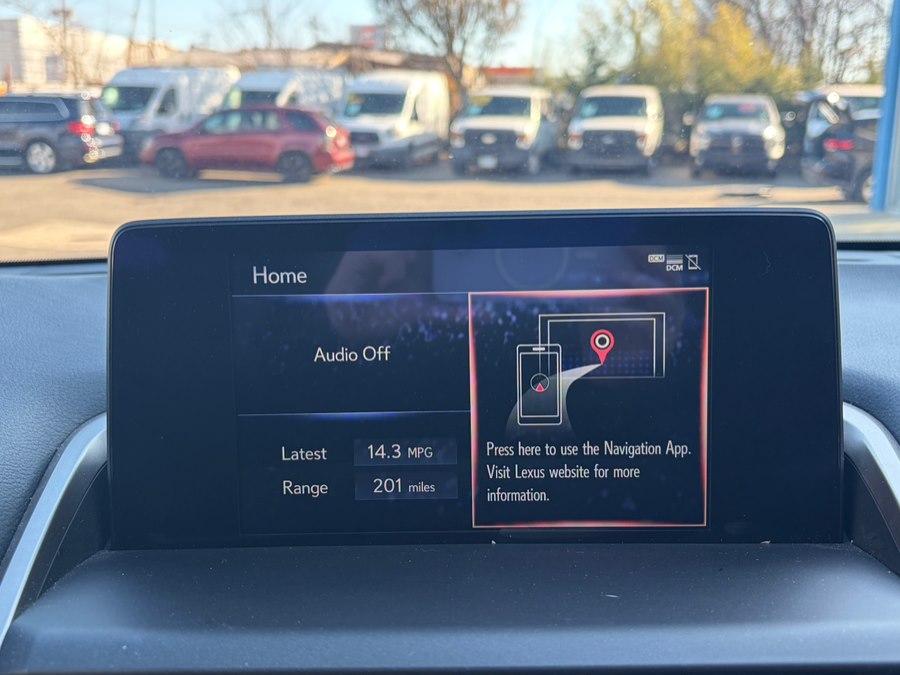 Home
DCM
DCM
Audio Off
Latest 14.3 MPG
Range 201 miles
Press here to use the Navigation App.
Visit Lexus website for more
information.